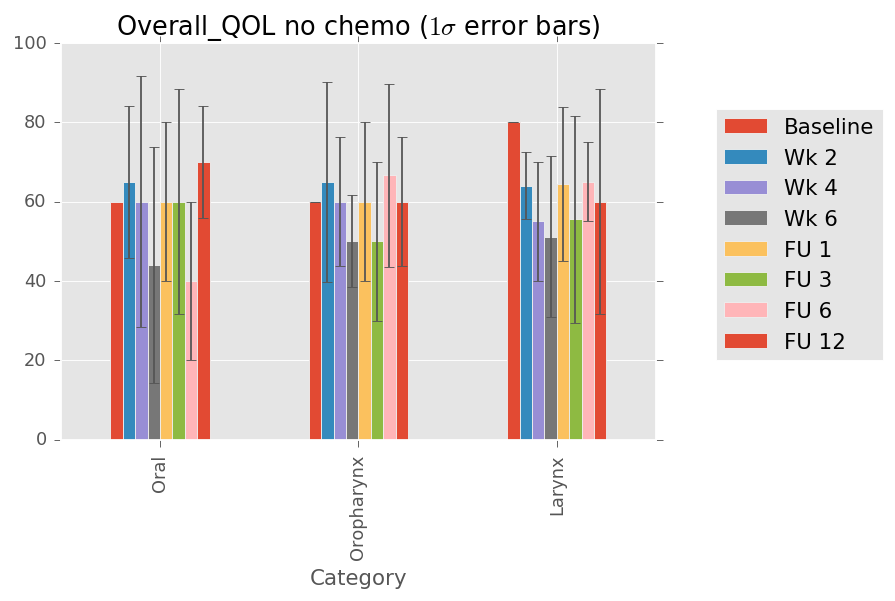 Overall_QOL no chemo (1σ error bars)
100
80
60
40
20
0
Oral
Oropharynx
Larynx
Category
Baseline
Wk 2
Wk 4
Wk 6
FU 1
FU 3
FU 6
FU 12